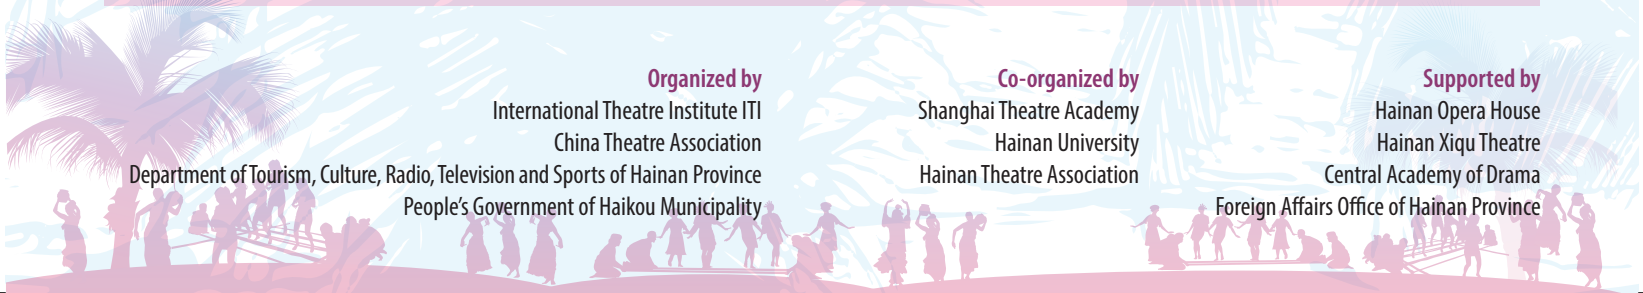 Organized by
International Theatre Institute ITI
China Theatre Association
Department of Tourism, Culture, Radio, Television and Sports of Hainan Province
People’s Government of Haikou Municipality
Co-organized by
Shanghai Theatre Academy
Hainan University
Hainan Theatre Association
Supported by
Hainan Opera House
Hainan Xiqu Theatre
Central Academy of Drama
Foreign Affairs Office of Hainan Province